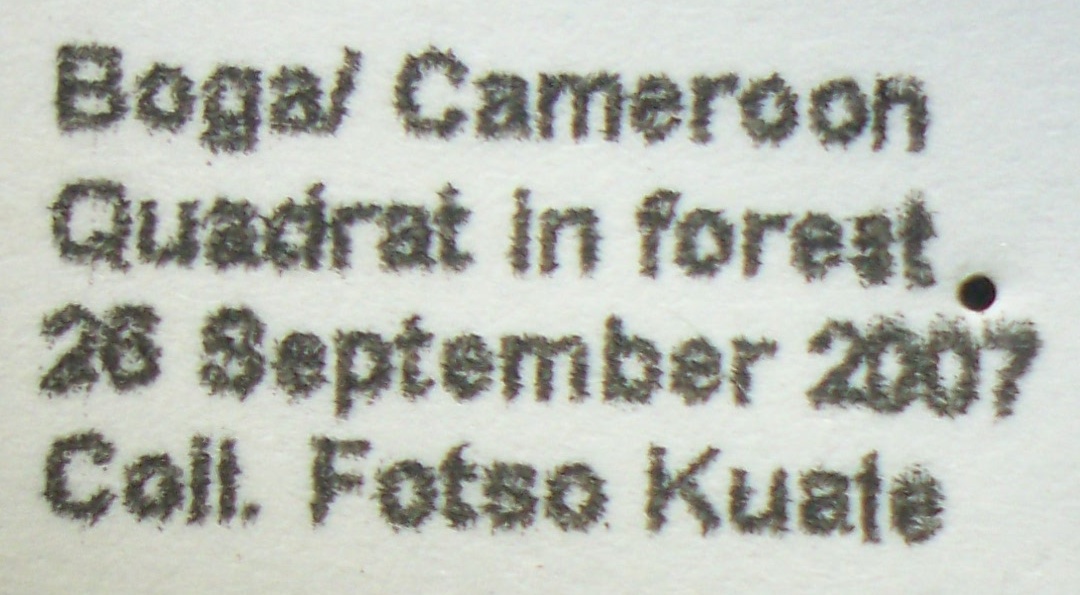 Boga/ Cameroon
Quadrat in forest
26 September 2007
Coll. Fotso Kuate